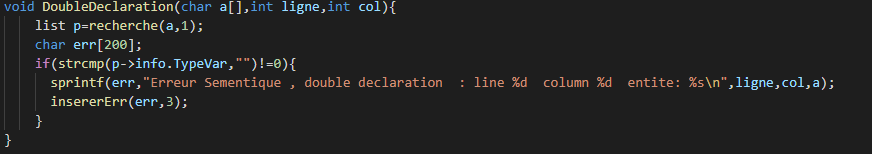 void DoubleDeclaration(char a[],int ligne,int col){
    list p=recherche(a,1);
    char err[200];
    if(strcmp(p->info.TypeVar,"")!=0){
      sprintf(err,"Erreur Sementique , double declaration  : line %d  column %d  entite: %s\n",ligne,col,a);
      insererErr(err,3);
    }
}